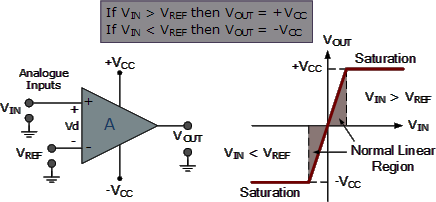 If VIN > VREF then VOUT = +VCC
If VIN < VREF then VOUT = -VCC
Analogue
Inputs
+VCC
VIN
+
+
Vd
A
-
-
VREF
VOUT
-VCC
VOUT
+VCC
Saturation
VIN > VREF
VIN
VIN < VREF
Normal Linear
Region
-VCC
Saturation